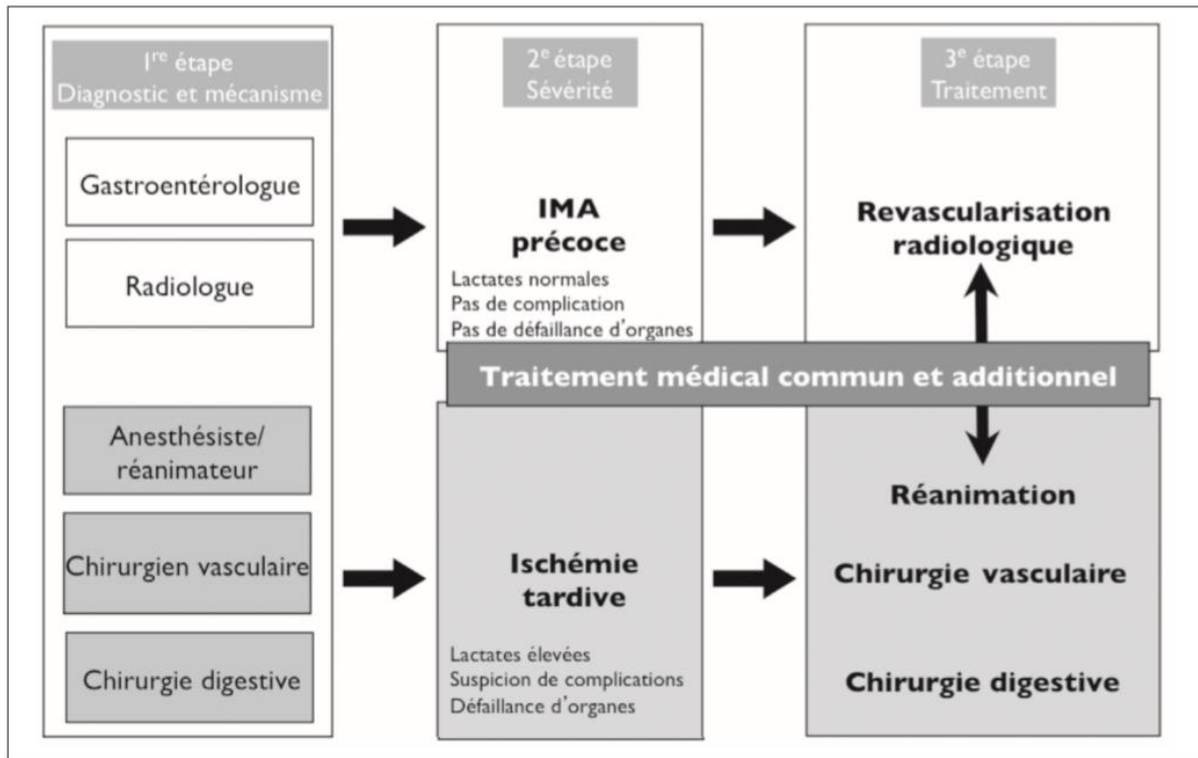 1re étape
Diagnostic et mécanisme
Gastroentérologue
Radiologue
Anesthésiste/
réanimateur
Chirurgien vasculaire
Chirurgie digestive
2e étape
Sévérité
IMA
précoce
Lactates normales
Pas de complication
Pas de défaillance d'organes
Traitement médical commun et additionnel
Ischémie
tardive
Lactates élevées
Suspicion de complications
Défaillance d'organes
3e étape
Traitement
Revascularisation
radiologique
Réanimation
Chirurgie vasculaire
Chirurgie digestive